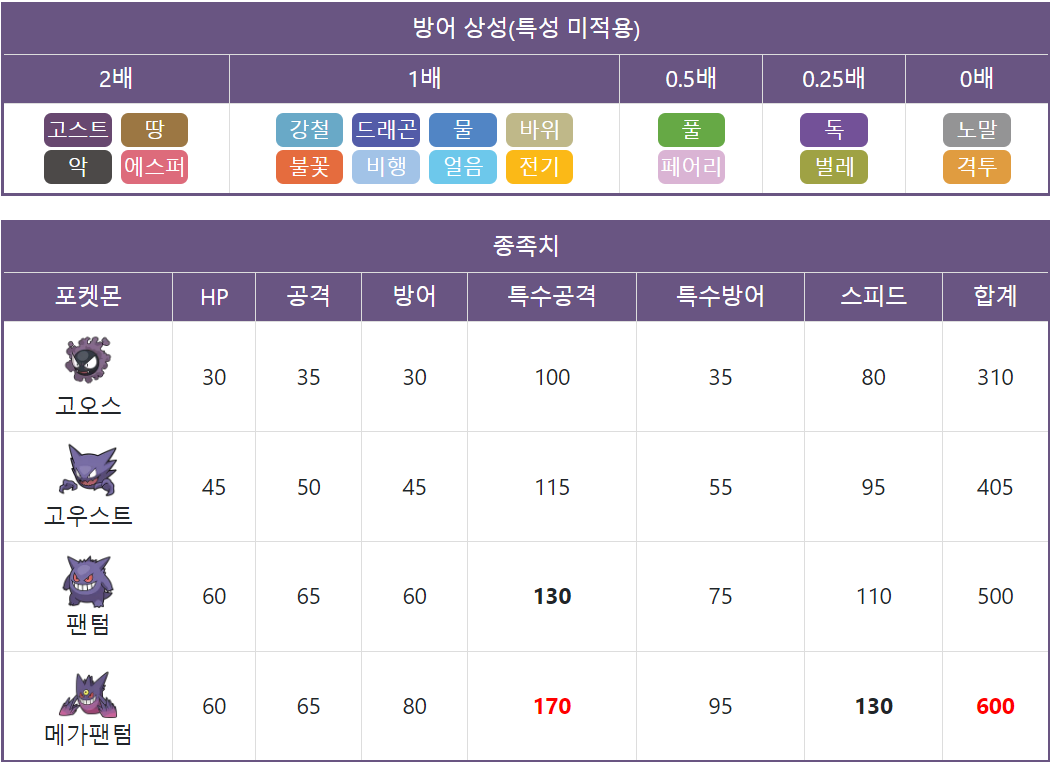 방어 상성(특성 미적용)
2배 1배 0.5배 0.25배 0배
고스트 땅 강철 드래곤 물 바위 풀 독 노말
악 에스퍼 불꽃 비행 얼음 전기 페어리 벌레 격투
종족치
포켓몬 HP 공격 방어 특수공격 특수방어 스피드 합계
30 35 30 100 35 80 310
고오스
45 50 45 115 55 95 405
고우스트
60 65 60 130 75 110 500
팬텀
60 65 80 170 95 130 600
메가팬텀